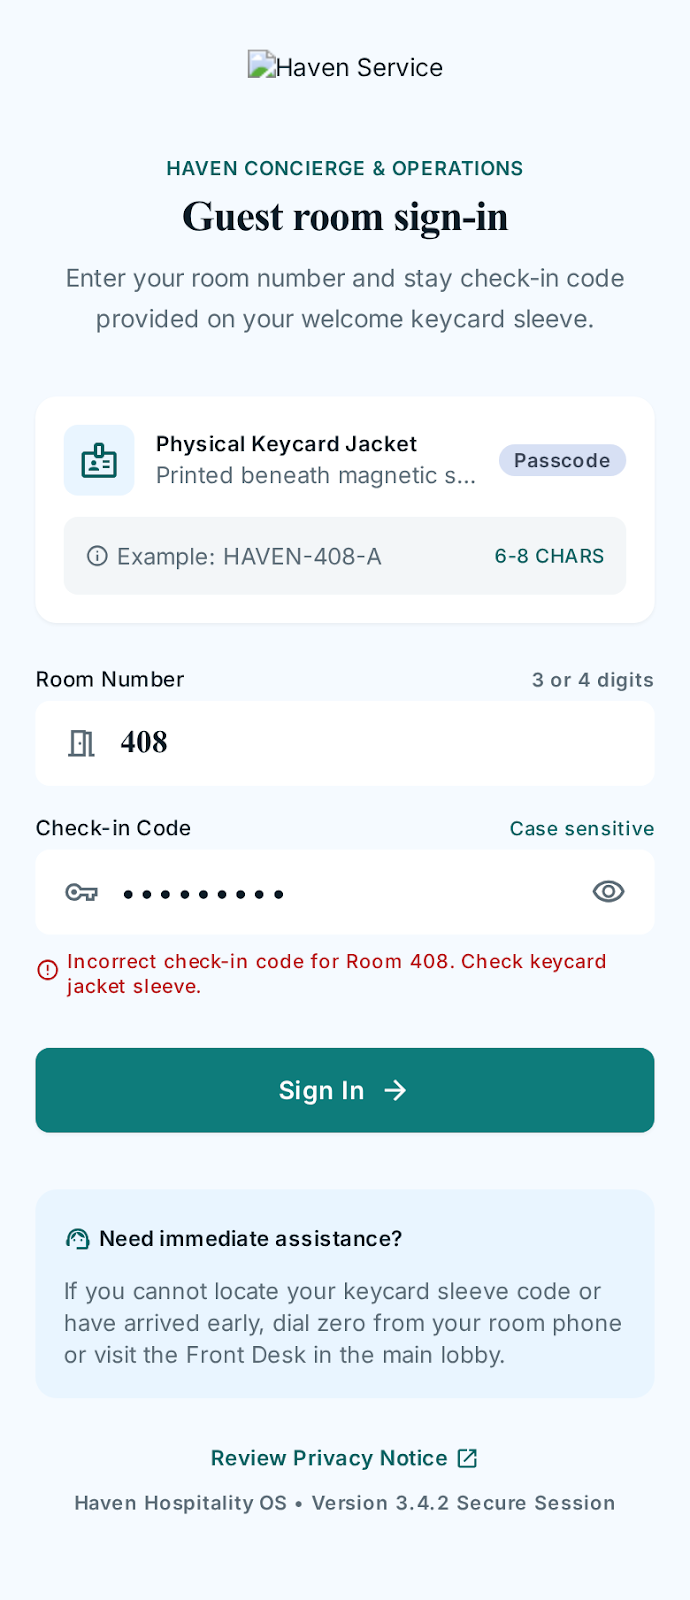 Haven Service
HAVEN CONCIERGE & OPERATIONS
Guest room sign-in
Enter your room number and stay check-in code
provided on your welcome keycard sleeve.
Physical Keycard Jacket
Printed beneath magnetic s...
Passcode
Example: HAVEN-408-A
6-8 CHARS
Room Number
3 or 4 digits
408
Check-in Code
Case sensitive
•••••••••
Incorrect check-in code for Room 408. Check keycard
jacket sleeve.
Sign In
Need immediate assistance?
If you cannot locate your keycard sleeve code or
have arrived early, dial zero from your room phone
or visit the Front Desk in the main lobby.
Review Privacy Notice
Haven Hospitality OS • Version 3.4.2 Secure Session